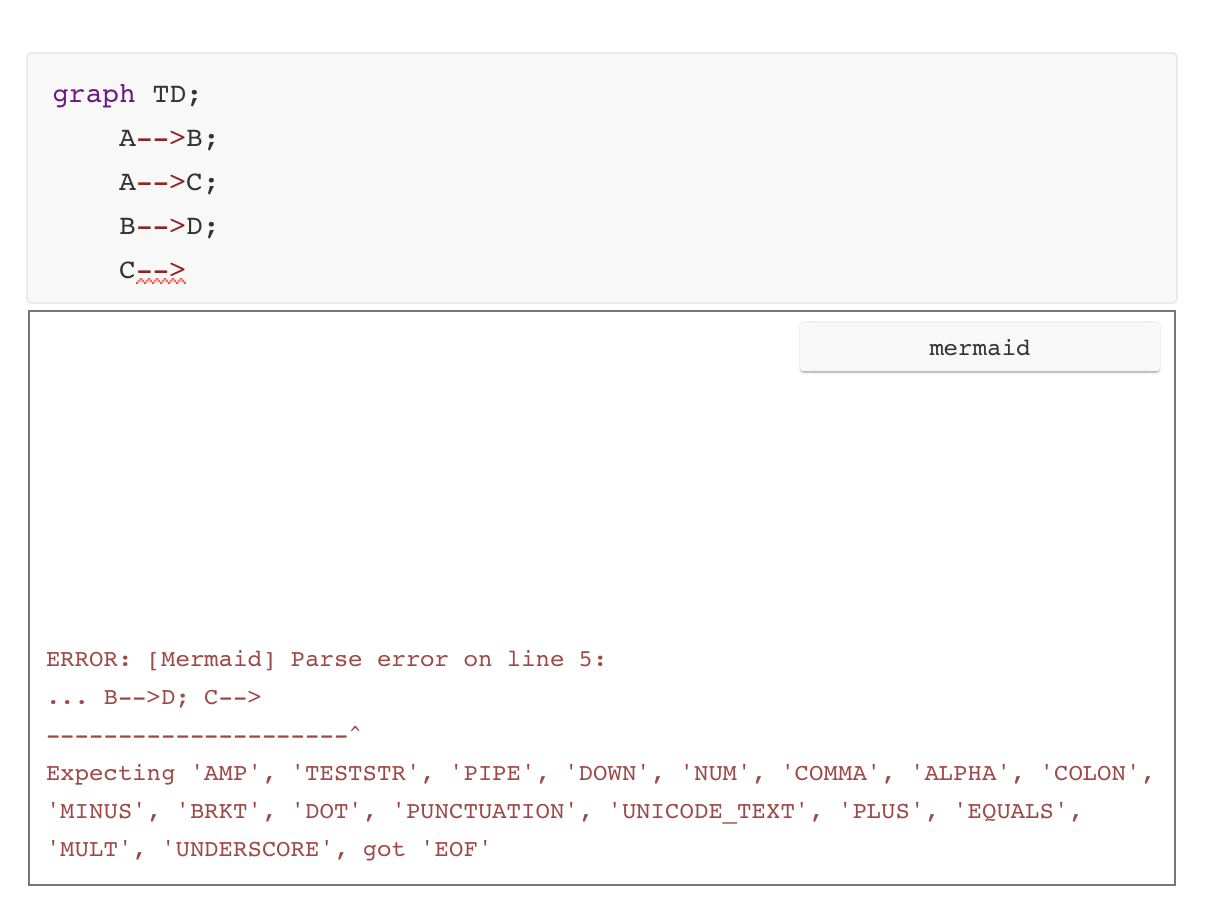 graph TD;
    A-->B;
    A-->C;
    B-->D;
    C-->
mermaid
ERROR: [Mermaid] Parse error on line 5:
... B-->D; C-->
---------------------^
Expecting 'AMP', 'TESTSTR', 'PIPE', 'DOWN', 'NUM', 'COMMA', 'ALPHA', 'COLON',
'MINUS', 'BRKT', 'DOT', 'PUNCTUATION', 'UNICODE_TEXT', 'PLUS', 'EQUALS',
'MULT', 'UNDERSCORE', got 'EOF'